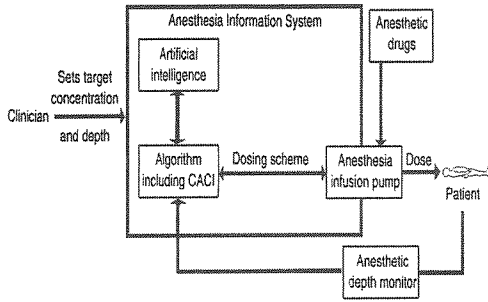 Anesthesia Information System
Artificial
intelligence
Anesthetic
drugs
Sets target
concentration
Clinician
and depth
Algorithm
including CACI
Dosing scheme
Anesthesia
infusion pump
Dose
Patient
Anesthetic
depth monitor